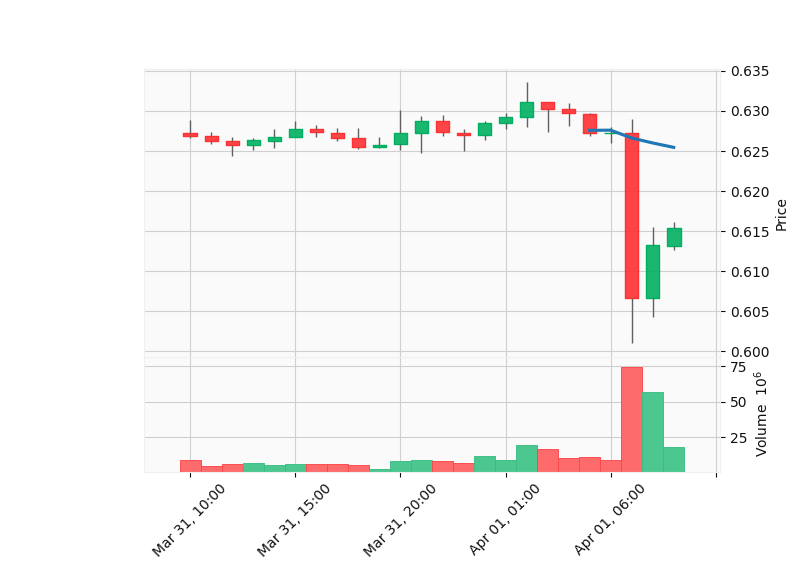 0.635
0.630
0.625
0.620
0.615
0.610
0.605
0.600
Price
75
50
25
Volume 10⁶
Mar 31, 10:00
Mar 31, 15:00
Mar 31, 20:00
Apr 01, 01:00
Apr 01, 06:00